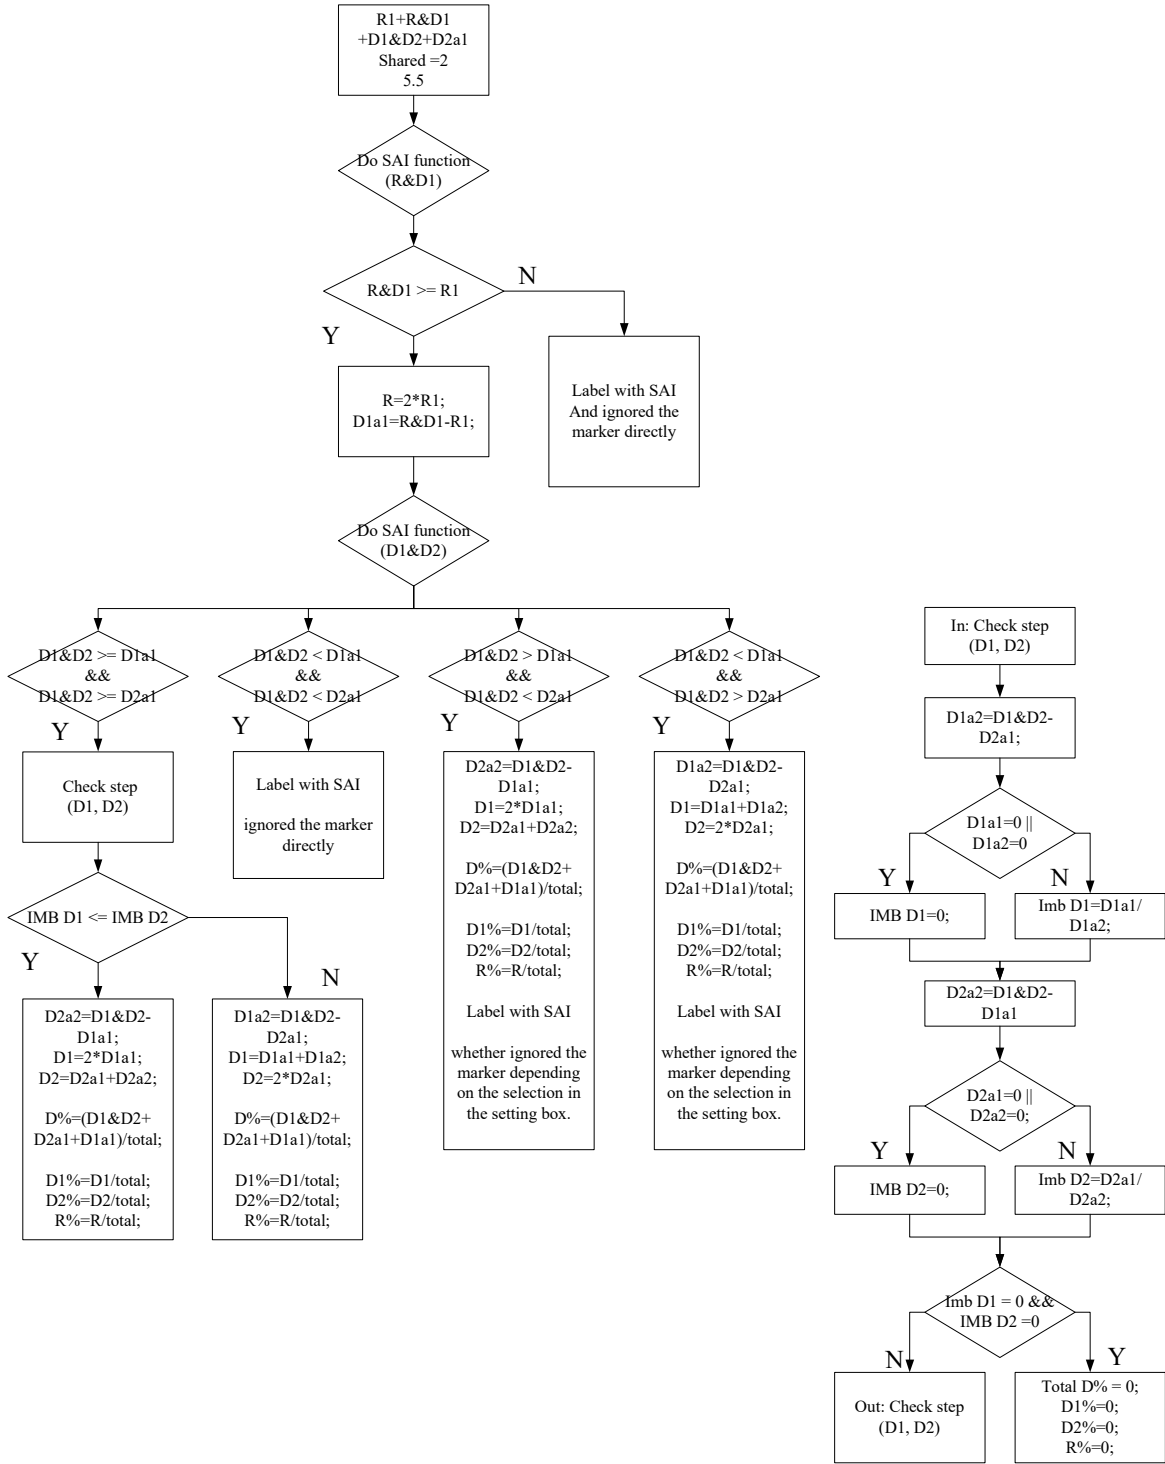 R1+R&D1
+D1&D2+D2a1
Shared =2
5.5
Do SAI function
(R&D1)
R&D1 >= R1
N
Y
Label with SAI
And ignored the
marker directly
R=2*R1;
D1a1=R&D1-R1;
Do SAI function
(D1&D2)
D1&D2 >= D1a1
&&
D1&D2 >= D2a1
Y
D1&D2 < D1a1
&&
D1&D2 < D2a1
Y
D1&D2 > D1a1
&&
D1&D2 < D2a1
Y
D1&D2 < D1a1
&&
D1&D2 > D2a1
Y
Check step
(D1, D2)
Label with SAI
ignored the marker
directly
IMB D1 <= IMB D2
Y
N
D2a2=D1&D2-
D1a1;
D1=2*D1a1;
D2=D2a1+D2a2;
D%=(D1&D2+
D2a1+D1a1)/total;
D1%=D1/total;
D2%=D2/total;
R%=R/total;
D1a2=D1&D2-
D2a1;
D1=D1a1+D1a2;
D2=2*D2a1;
D%=(D1&D2+
D2a1+D1a1)/total;
D1%=D1/total;
D2%=D2/total;
R%=R/total;
D2a2=D1&D2-
D1a1;
D1=2*D1a1;
D2=D2a1+D2a2;
D%=(D1&D2+
D2a1+D1a1)/total;
D1%=D1/total;
D2%=D2/total;
R%=R/total;
Label with SAI
whether ignored the
marker depending
on the selection in
the setting box.
D1a2=D1&D2-
D2a1;
D1=D1a1+D1a2;
D2=2*D2a1;
D%=(D1&D2+
D2a1+D1a1)/total;
D1%=D1/total;
D2%=D2/total;
R%=R/total;
Label with SAI
whether ignored the
marker depending
on the selection in
the setting box.
In: Check step
(D1, D2)
D1a2=D1&D2-
D2a1;
D1a1=0 ||
D1a2=0
Y
N
IMB D1=0;
Imb D1=D1a1/
D1a2;
D2a2=D1&D2-
D1a1
D2a1=0 ||
D2a2=0;
Y
N
IMB D2=0;
Imb D2=D2a1/
D2a2;
Imb D1 = 0 &&
IMB D2 =0
N
Y
Out: Check step
(D1, D2)
Total D% = 0;
D1%=0;
D2%=0;
R%=0;